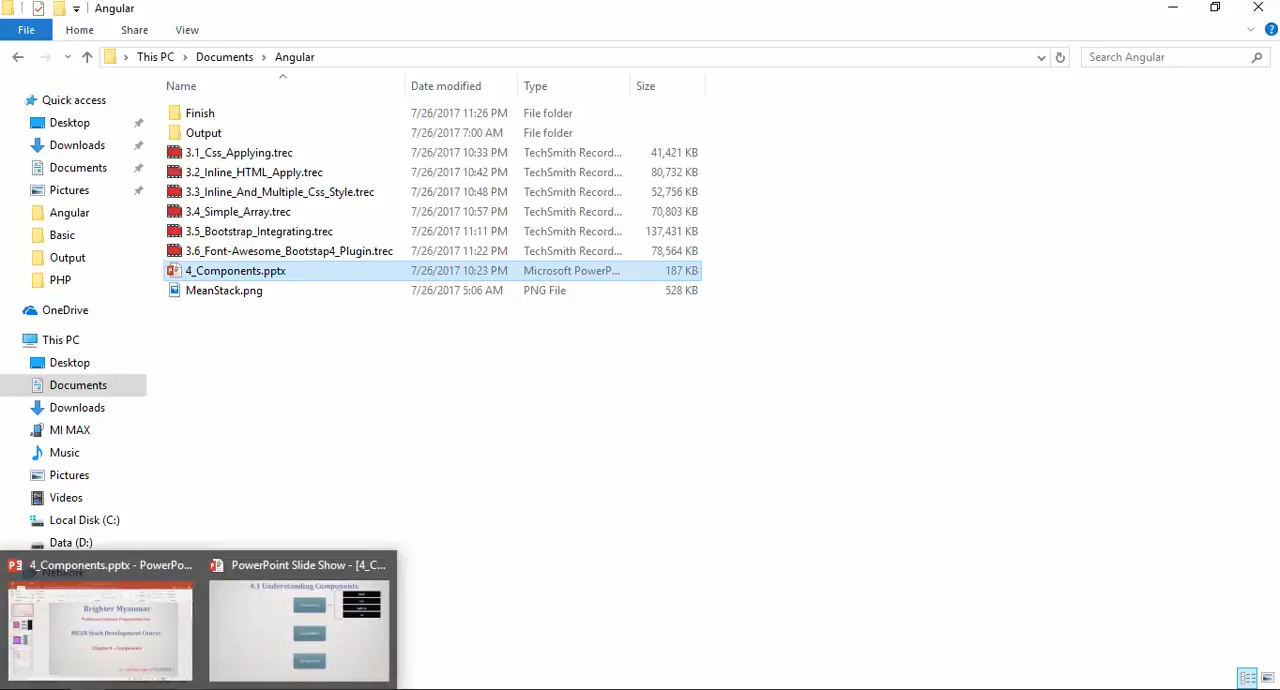 Angular
File Home Share View
This PC Documents Angular
Search Angular
Name Date modified Type Size
Quick access
Desktop
Downloads
Documents
Pictures
Angular
Basic
Output
PHP
OneDrive
This PC
Desktop
Documents
Downloads
MI MAX
Music
Pictures
Videos
Local Disk (C:)
Data (D:)
Finish 7/26/2017 11:26 PM File folder
Output 7/26/2017 7:00 AM File folder
3.1_Css_Applying.trec 7/26/2017 10:33 PM TechSmith Record... 41,421 KB
3.2_Inline_HTML_Apply.trec 7/26/2017 10:42 PM TechSmith Record... 80,732 KB
3.3_Inline_And_Multiple_Css_Style.trec 7/26/2017 10:48 PM TechSmith Record... 52,756 KB
3.4_Simple_Array.trec 7/26/2017 10:57 PM TechSmith Record... 70,803 KB
3.5_Bootstrap_Integrating.trec 7/26/2017 11:11 PM TechSmith Record... 137,431 KB
3.6_Font-Awesome_Bootstap4_Plugin.trec 7/26/2017 11:22 PM TechSmith Record... 78,564 KB
4_Components.pptx 7/26/2017 10:23 PM Microsoft PowerP... 187 KB
MeanStack.png 7/26/2017 5:06 AM PNG File 528 KB
4_Components.pptx - PowerPo...
PowerPoint Slide Show - [4_C...
Brighter Myanmar
MEAN Stack Development Course
Chapter 4 - Components
4.1 Understanding Components